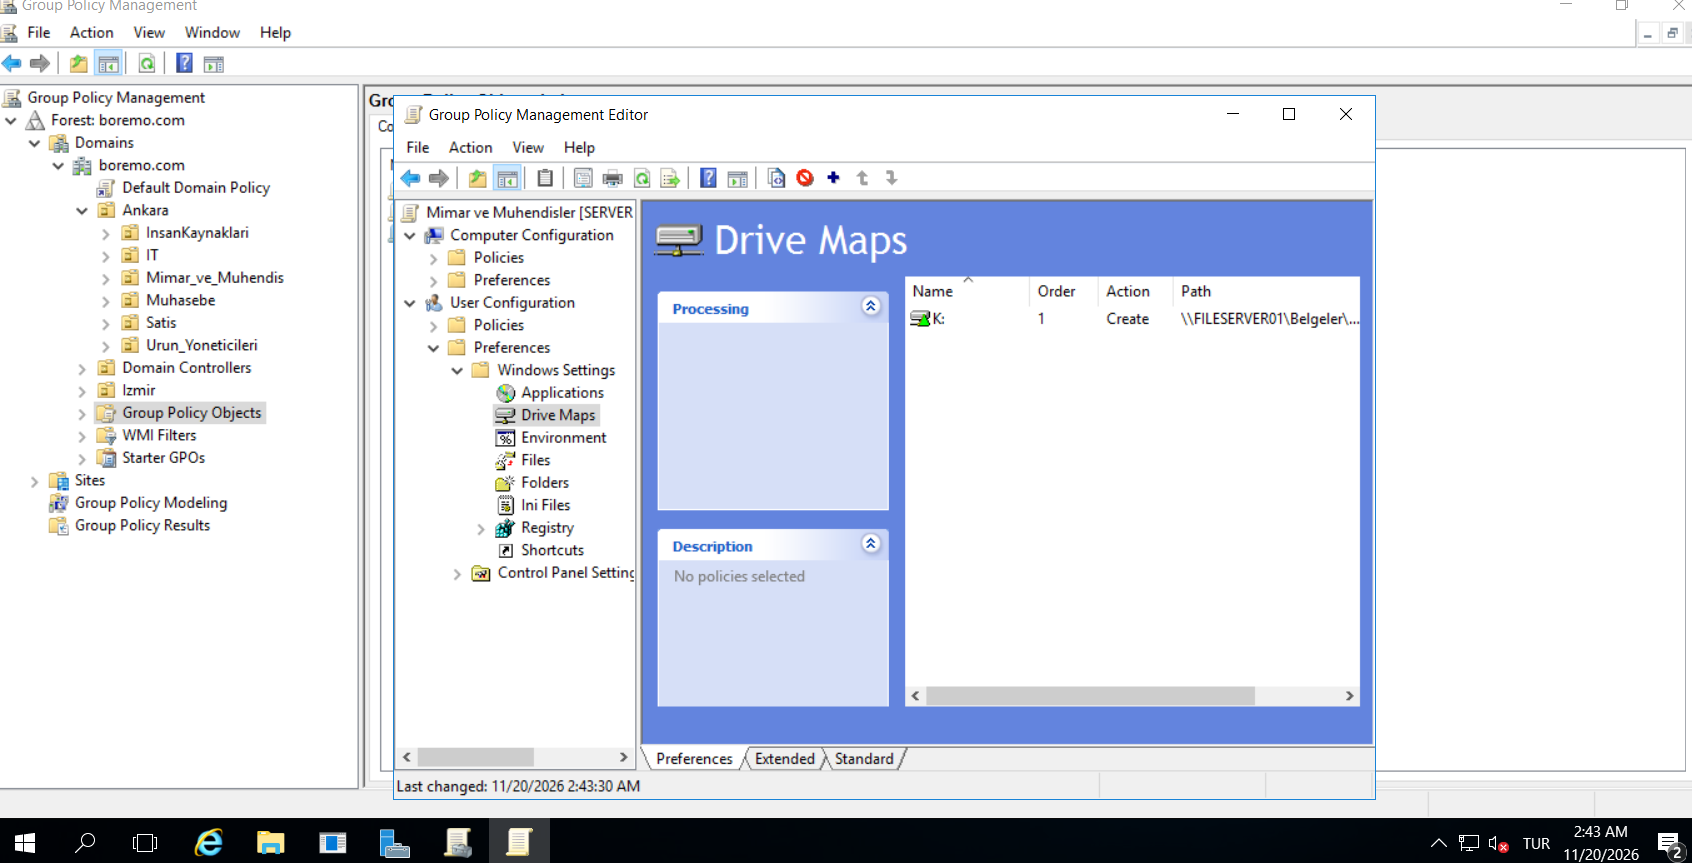 Group Policy Management
File Action View Window Help
Group Policy Management
Forest: boremo.com
Domains
boremo.com
Default Domain Policy
Ankara
InsanKaynaklari
IT
Mimar_ve_Muhendis
Muhasebe
Satis
Urun_Yoneticileri
Domain Controllers
Izmir
Group Policy Objects
WMI Filters
Starter GPOs
Sites
Group Policy Modeling
Group Policy Results
Group Policy Management Editor
File Action View Help
Mimar ve Muhendisler [SERVER
Computer Configuration
Policies
Preferences
User Configuration
Policies
Preferences
Windows Settings
Applications
Drive Maps
Environment
Files
Folders
Ini Files
Registry
Shortcuts
Control Panel Setting
Drive Maps
Processing
Description
No policies selected
Name Order Action Path
K: 1 Create \\FILESERVER01\Belgeler\...
Preferences Extended Standard
Last changed: 11/20/2026 2:43:30 AM
TUR
2:43 AM
11/20/2026
2